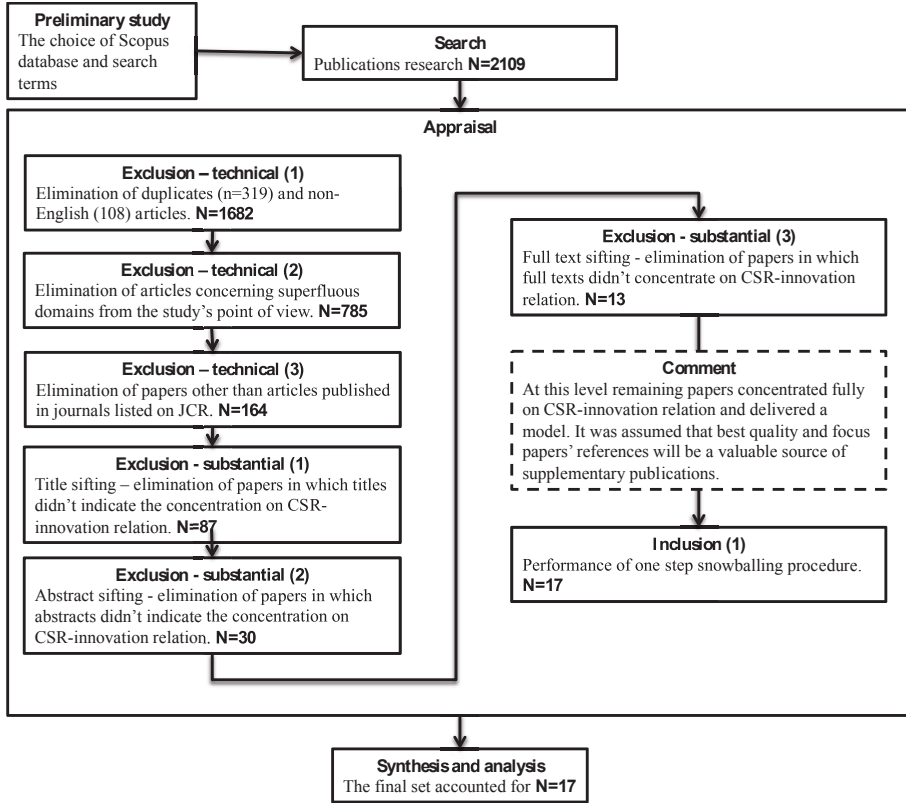 Preliminary study
The choice of Scopus
database and search
terms
Search
Publications research N=2109
Appraisal
Exclusion – technical (1)
Elimination of duplicates (n=319) and non-
English (108) articles. N=1682
Exclusion – technical (2)
Elimination of articles concerning superfluous
domains from the study's point of view. N=785
Exclusion – technical (3)
Elimination of papers other than articles published
in journals listed on JCR. N=164
Exclusion - substantial (1)
Title sifting – elimination of papers in which titles
didn't indicate the concentration on CSR-
innovation relation. N=87
Exclusion - substantial (2)
Abstract sifting - elimination of papers in which
abstracts didn't indicate the concentration on
CSR-innovation relation. N=30
Exclusion - substantial (3)
Full text sifting - elimination of papers in which
full texts didn't concentrate on CSR-innovation
relation. N=13
Comment
At this level remaining papers concentrated fully
on CSR-innovation relation and delivered a
model. It was assumed that best quality and focus
papers' references will be a valuable source of
supplementary publications.
Inclusion (1)
Performance of one step snowballing procedure.
N=17
Synthesis and analysis
The final set accounted for N=17